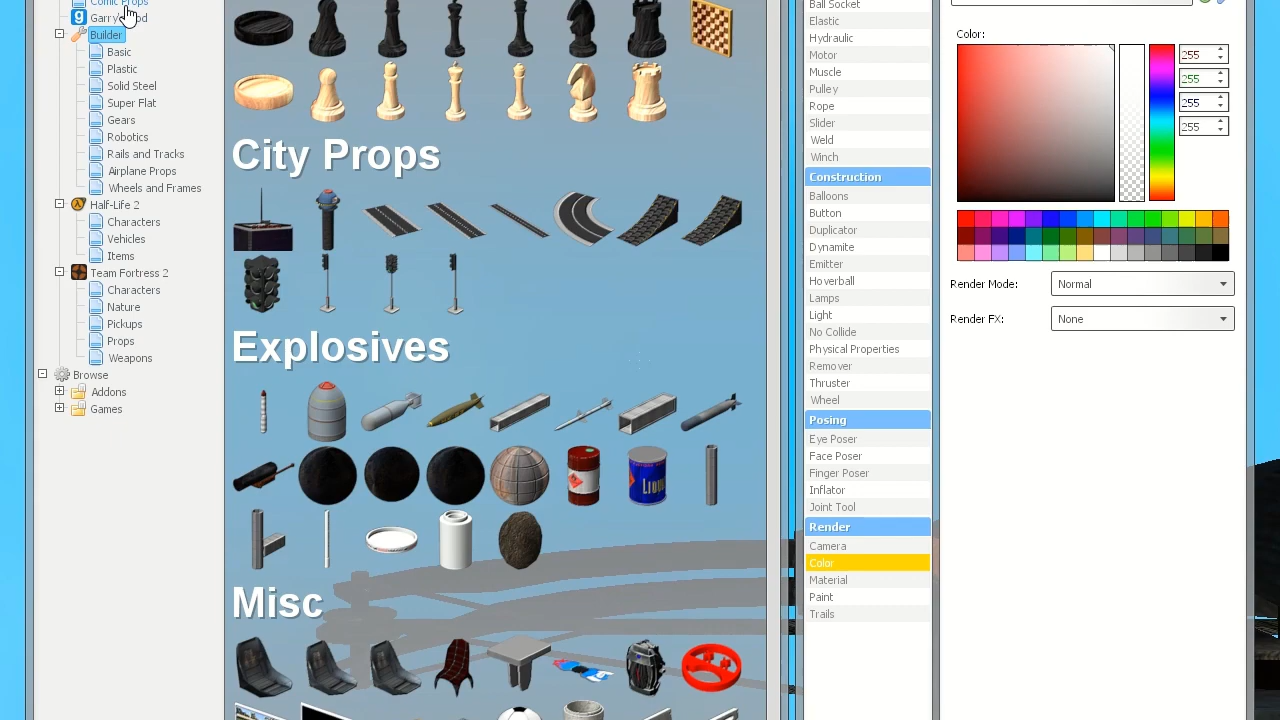 Comic Props
Garry
od
Builder
Basic
Plastic
Solid Steel
Super Flat
Gears
Robotics
Rails and Tracks
Airplane Props
Wheels and Frames
Half-Life 2
Characters
Vehicles
Items
Team Fortress 2
Characters
Nature
Pickups
Props
Weapons
Browse
Addons
Games
City Props
Explosives
Misc
Ball Socket
Elastic
Hydraulic
Motor
Muscle
Pulley
Rope
Slider
Weld
Winch
Construction
Balloons
Button
Duplicator
Dynamite
Emitter
Hoverball
Lamps
Light
No Collide
Physical Properties
Remover
Thruster
Wheel
Posing
Eye Poser
Face Poser
Finger Poser
Inflator
Joint Tool
Render
Camera
Color
Material
Paint
Trails
Color:
255
255
255
255
Render Mode:
Normal
Render FX:
None